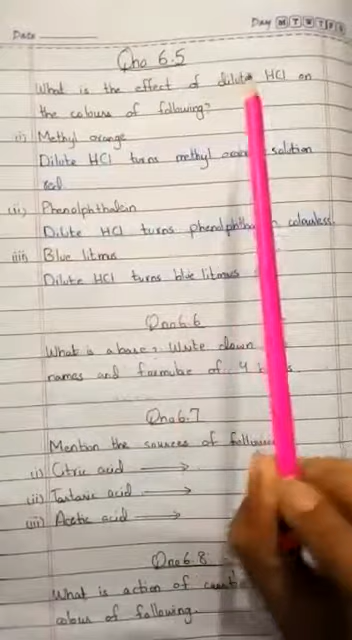 Date
Day M T W T F S
Qno 6.5
What is the effect of dilute HCl on
the colours of following?
(i) Methyl orange
Dilute HCl turns methyl solution
red.
(ii) Phenolphthalein
Dilute HCl turns colourless.
(iii) Blue litmus
Dilute HCl turns blue litmus
Qno 6.6
What is a base? Write down
names and formulae of 4
Qno 6.7
Mention the sources of
(i) Citric acid →
(ii) Tartaric acid →
(iii) Acetic acid →
Qno 6.8
What is action of
colour of following.